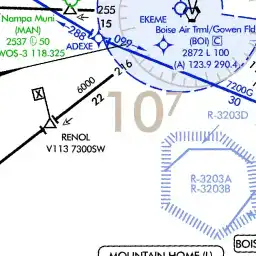 255
15
EKEME
Nampa Muni
(MAN)
2537 50
WOS-3 118.325
288
ADEXE
099
Boise Air Trml/Gowen Fld
(BOI) C
2872 L 100
(A) 123.9 290.4
7200G
30
6000
22
216
107
X
RENOL
V113 7300SW
R-3203D
R-3203A
R-3203B
MOUNTAIN HOME (L)
BOIS